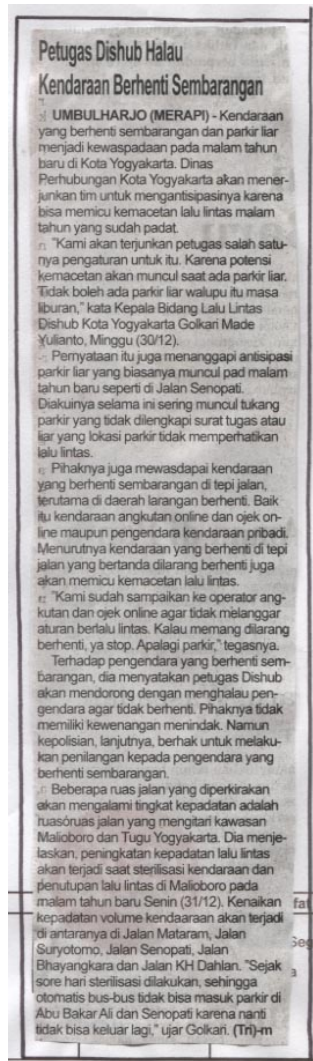 Petugas Dishub Halau
Kendaraan Berhenti Sembarangan
UMBULHARJO (MERAPI) - Kendaraan
yang berhenti sembarangan dan parkir liar
menjadi kewaspadaan pada malam tahun
baru di Kota Yogyakarta. Dinas
Perhubungan Kota Yogyakarta akan mener-
junkan tim untuk mengantisipasinya karena
bisa memicu kemacetan lalu lintas malam
tahun yang sudah padat.
"Kami akan terjunkan petugas salah satu-
nya pengaturan untuk itu. Karena potensi
kemacetan akan muncul saat ada parkir liar.
Tidak boleh ada parkir liar walupu itu masa
liburan," kata Kepala Bidang Lalu Lintas
Dishub Kota Yogyakarta Golkari Made
Yulianto, Minggu (30/12).
Pernyataan itu juga menanggapi antisipasi
parkir liar yang biasanya muncul pad malam
tahun baru seperti di Jalan Senopati.
Diakuinya selama ini sering muncul tukang
parkir yang tidak dilengkapi surat tugas atau
liar yang lokasi parkir tidak memperhatikan
lalu lintas.
Pihaknya juga mewasdapai kendaraan
yang berhenti sembarangan di tepi jalan,
terutama di daerah larangan berhenti. Baik
itu kendaraan angkutan online dan ojek on-
line maupun pengendara kendaraan pribadi.
Menurutnya kendaraan yang berhenti di tepi
jalan yang bertanda dilarang berhenti juga
akan memicu kemacetan lalu lintas.
"Kami sudah sampaikan ke operator ang-
kutan dan ojek online agar tidak melanggar
aturan berlalu lintas. Kalau memang dilarang
berhenti, ya stop. Apalagi parkir," tegasnya.
Terhadap pengendara yang berhenti sem-
barangan, dia menyatakan petugas Dishub
akan mendorong dengan menghalau pen-
gendara agar tidak berhenti. Pihaknya tidak
memiliki kewenangan menindak. Namun
kepolisian, lanjutnya, berhak untuk melaku-
kan penilangan kepada pengendara yang
berhenti sembarangan.
Beberapa ruas jalan yang diperkirakan
akan mengalami tingkat kepadatan adalah
ruasóruas jalan yang mengitari kawasan
Malioboro dan Tugu Yogyakarta. Dia menje-
laskan, peningkatan kepadatan lalu lintas
akan terjadi saat sterilisasi kendaraan dan
penutupan lalu lintas di Malioboro pada
malam tahun baru Senin (31/12). Kenaikan
kepadatan volume kendaaraan akan terjadi
di antaranya di Jalan Mataram, Jalan
Suryotomo, Jalan Senopati, Jalan
Bhayangkara dan Jalan KH Dahlan. "Sejak
sore hari sterilisasi dilakukan, sehingga
otomatis bus-bus tidak bisa masuk parkir di
Abu Bakar Ali dan Senopati karena nanti
tidak bisa keluar lagi," ujar Golkari. (Tri)-m